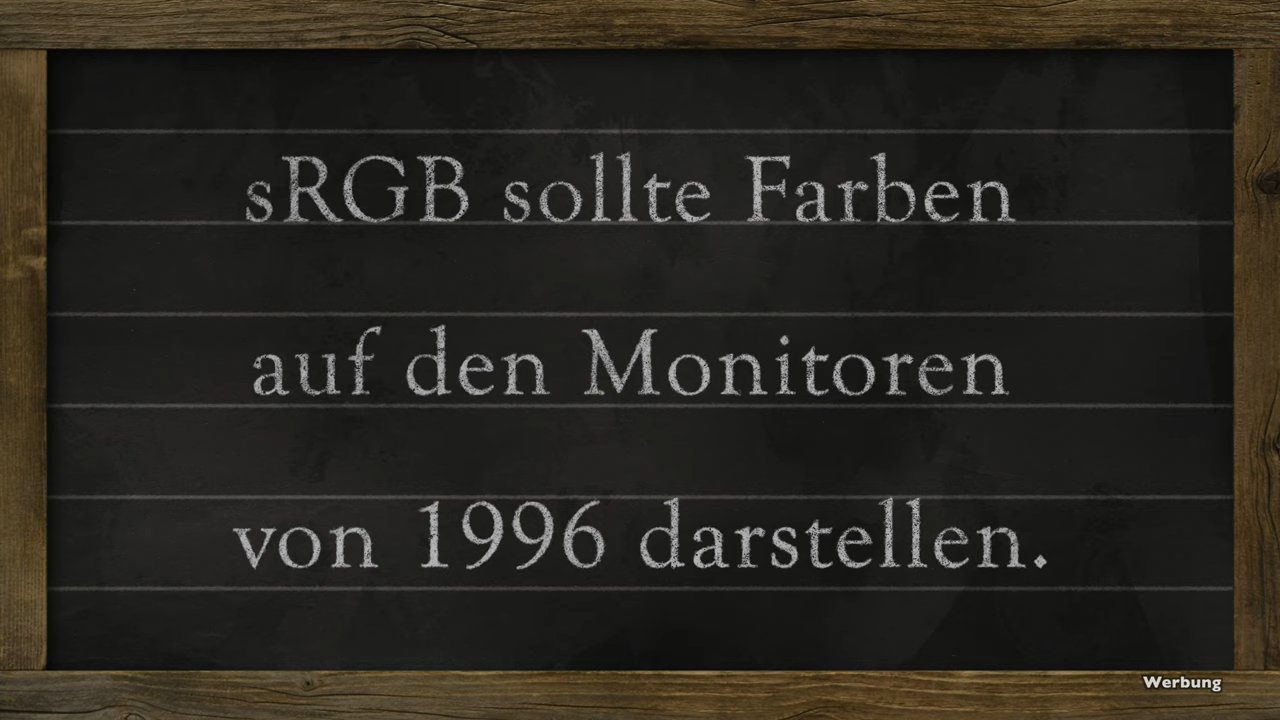 sRGB sollte Farben
auf den Monitoren
von 1996 darstellen.
Werbung